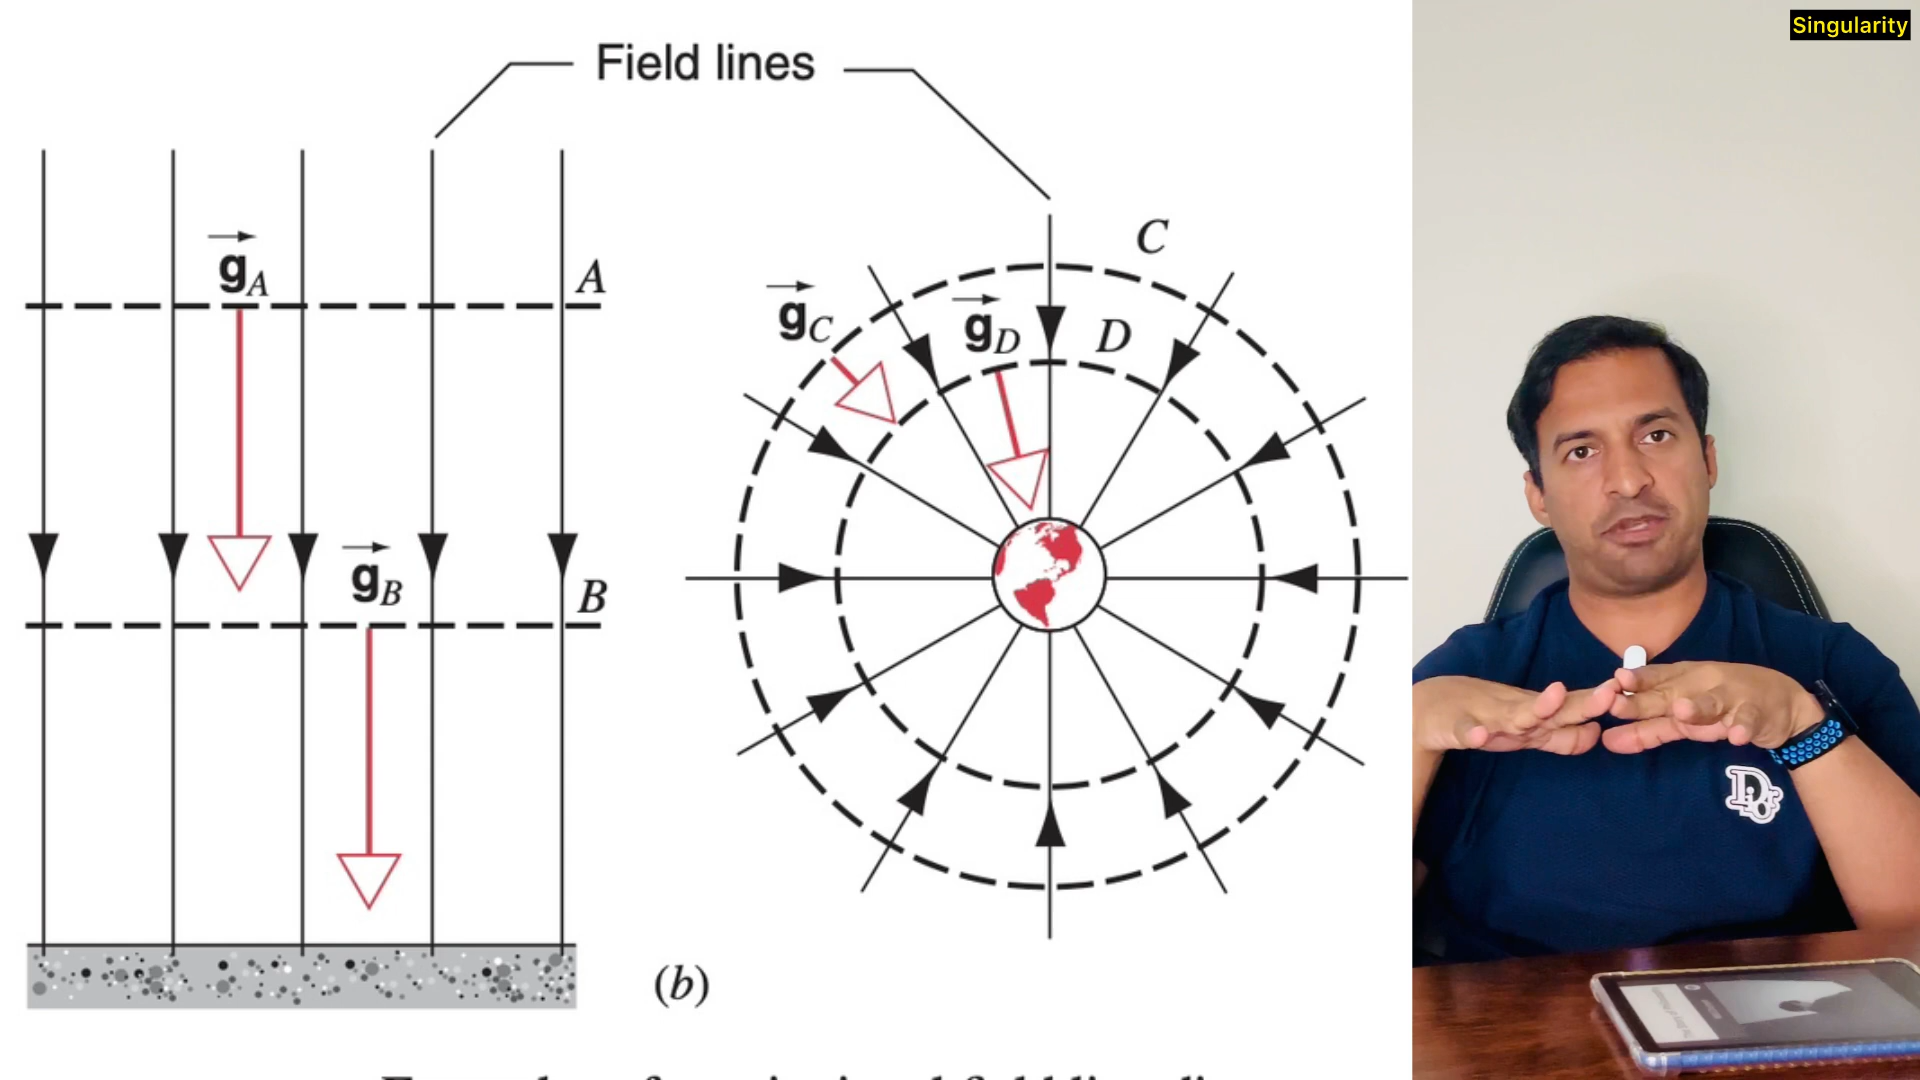 Singularity
Field lines
g_A
A
g_B
B
g_C
C
g_D
D
(b)